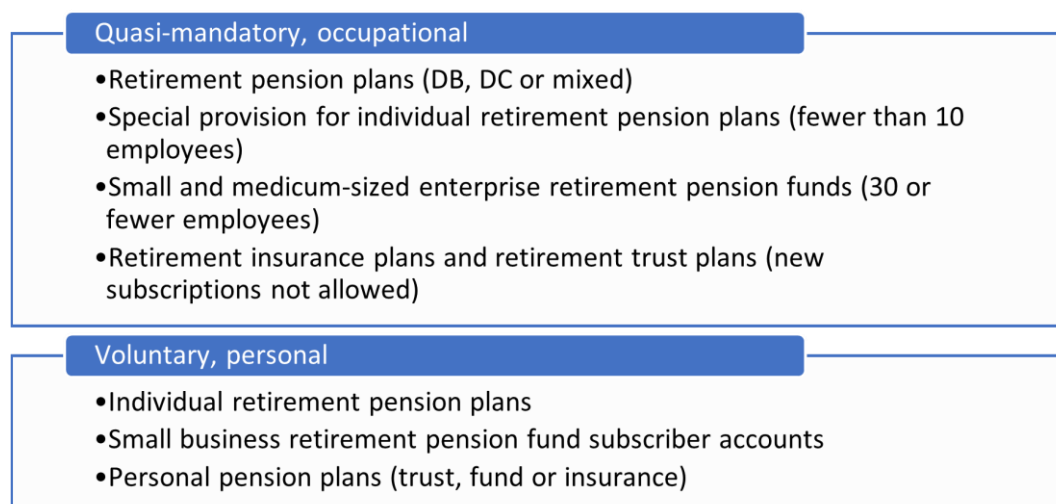 Quasi-mandatory, occupational
•Retirement pension plans (DB, DC or mixed)
•Special provision for individual retirement pension plans (fewer than 10
employees)
•Small and medicum-sized enterprise retirement pension funds (30 or
fewer employees)
•Retirement insurance plans and retirement trust plans (new
subscriptions not allowed)
Voluntary, personal
•Individual retirement pension plans
•Small business retirement pension fund subscriber accounts
•Personal pension plans (trust, fund or insurance)